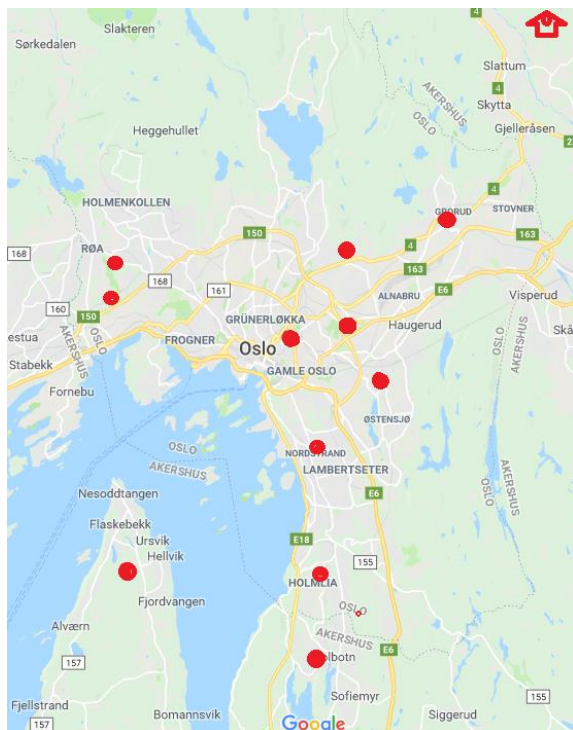 Slakteren
Sørkedalen
4
Slattum
4
AKERSHUS
OSLO
Skytta
Gjelleråsen
Heggehullet
4
HOLMENKOLLEN
GRORUD
STOVNER
RØA
150
4
163
168
168
163
161
E6
ALNABRU
Visperud
160
150
GRÜNERLØKKA
Haugerud
FROGNER
Oslo
AKERSHUS
OSLO
OSLO
AKERSHUS
Stabekk
GAMLE OSLO
Fornebu
ØSTENSJØ
OSLO
AKERSHUS
NORDSTRAND
LAMBERTSETER
OSLO
AKERSHUS
Nesoddtangen
E6
Flaskebekk
Ursvik
Hellvik
E18
155
HOLMLIA
Fjordvangen
OSLO
AKERSHUS
Alværn
157
E6
Sofiemyr
155
Fjellstrand
157
Bomannsvik
Google
Siggerud